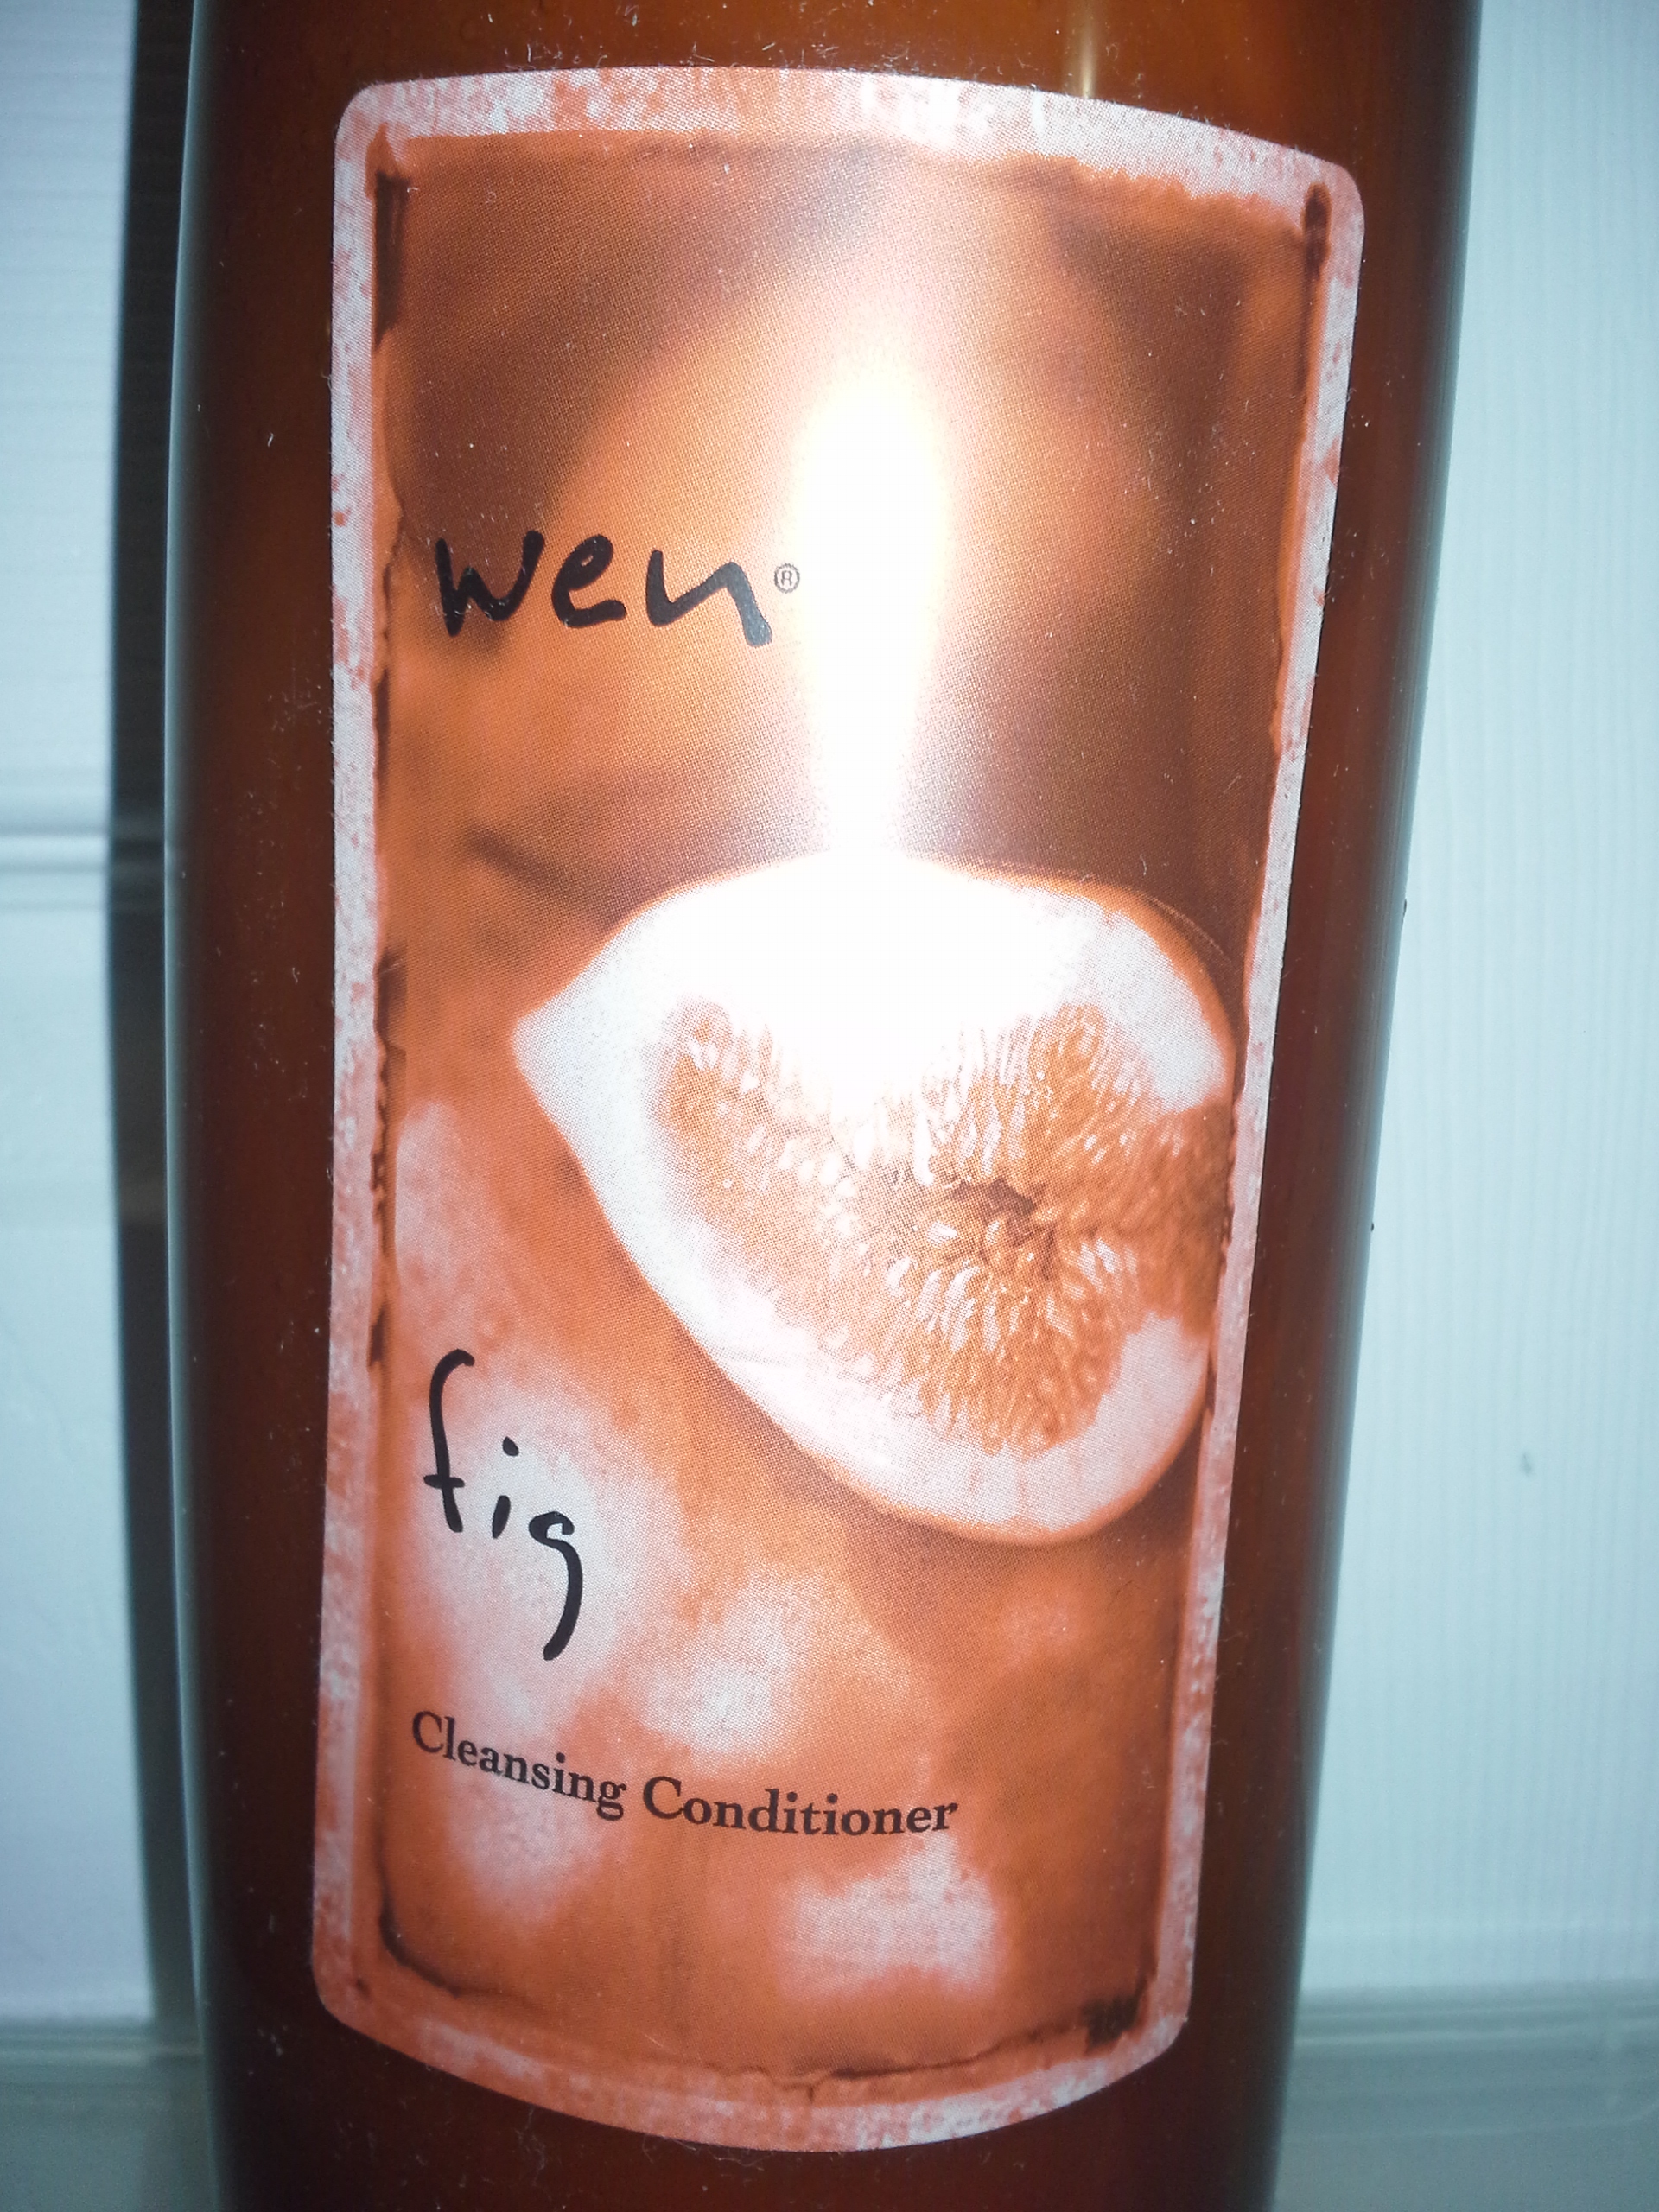 wen®
fig
Cleansing Conditioner